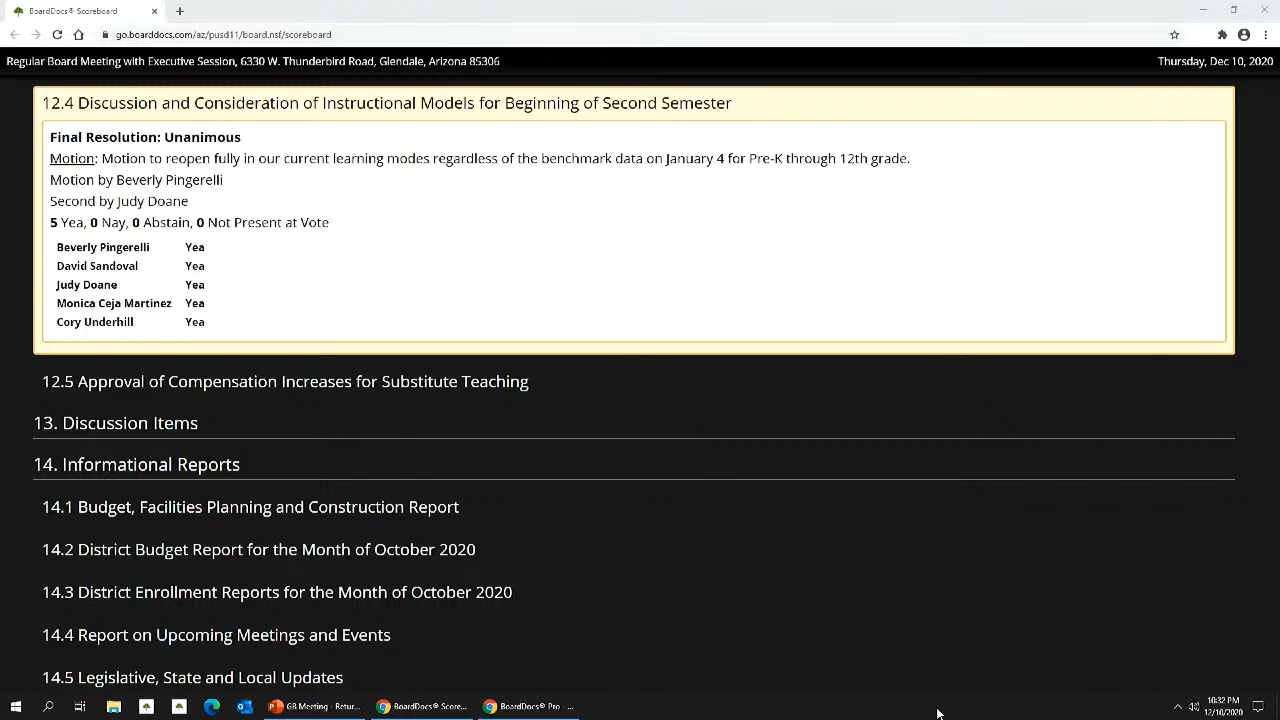 BoardDocs® Scoreboard
go.boarddocs.com/az/pusd11/board.nsf/scoreboard
Regular Board Meeting with Executive Session, 6330 W. Thunderbird Road, Glendale, Arizona 85306 Thursday, Dec 10, 2020
12.4 Discussion and Consideration of Instructional Models for Beginning of Second Semester
Final Resolution: Unanimous
Motion: Motion to reopen fully in our current learning modes regardless of the benchmark data on January 4 for Pre-K through 12th grade.
Motion by Beverly Pingerelli
Second by Judy Doane
5 Yea, 0 Nay, 0 Abstain, 0 Not Present at Vote
Beverly Pingerelli Yea
David Sandoval Yea
Judy Doane Yea
Monica Ceja Martinez Yea
Cory Underhill Yea
12.5 Approval of Compensation Increases for Substitute Teaching
13. Discussion Items
14. Informational Reports
14.1 Budget, Facilities Planning and Construction Report
14.2 District Budget Report for the Month of October 2020
14.3 District Enrollment Reports for the Month of October 2020
14.4 Report on Upcoming Meetings and Events
14.5 Legislative, State and Local Updates
GB Meeting - Retur... BoardDocs® Score... BoardDocs® Pro - ... 10:32 PM
12/10/2020